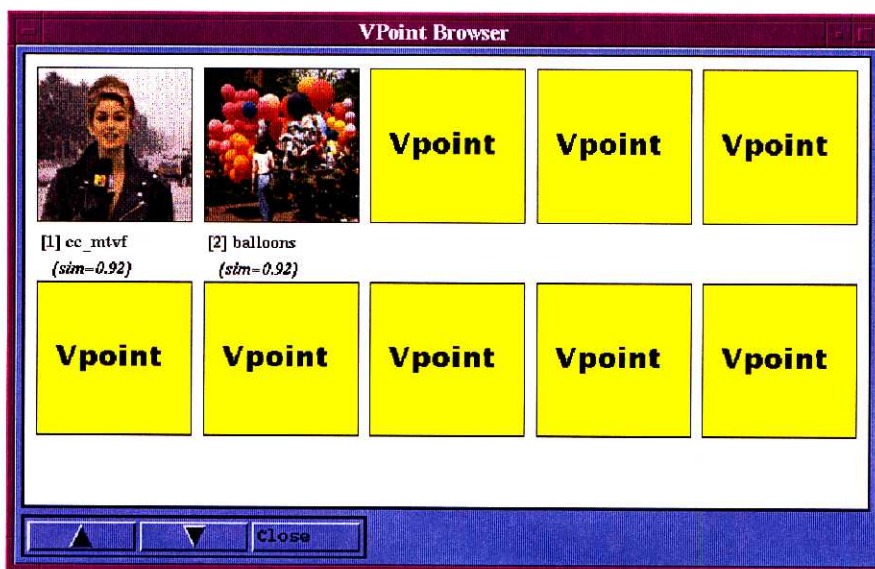 VPoint Browser
Vpoint Vpoint Vpoint
[1] cc_mtvf [2] balloons
(sim=0.92) (sim=0.92)
Vpoint Vpoint Vpoint Vpoint Vpoint
Close